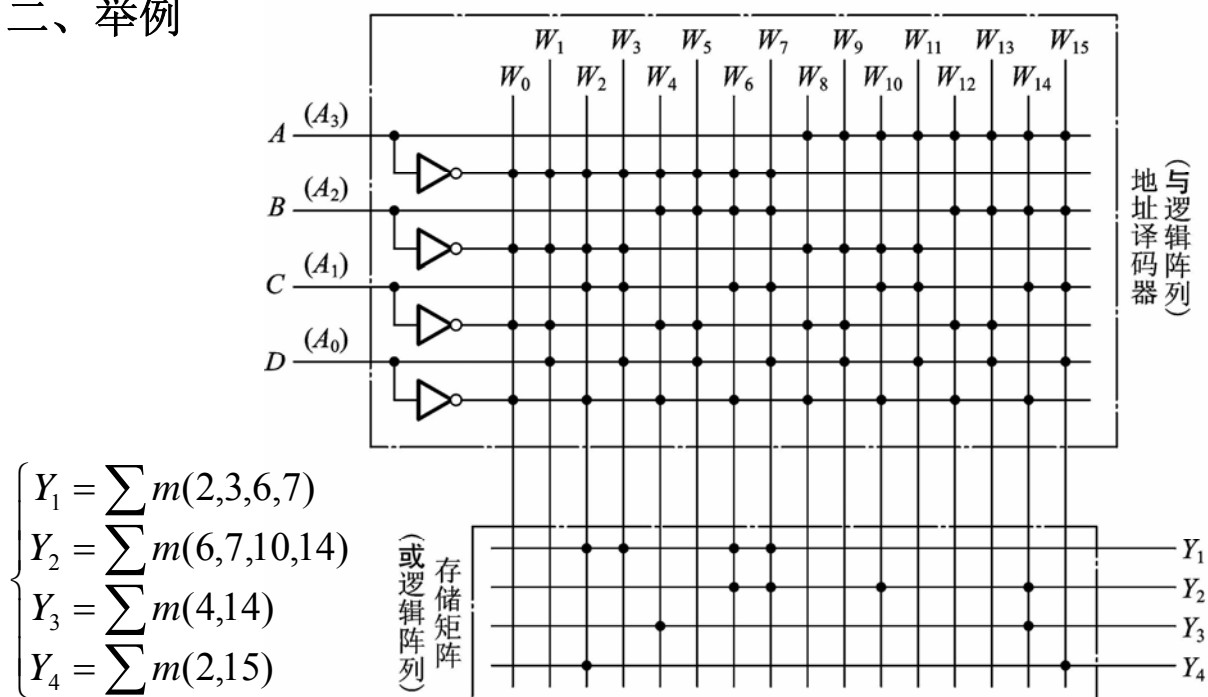 二、举例
W₁ W₃ W₅ W₇ W₉ W₁₁ W₁₃ W₁₅
W₀ W₂ W₄ W₆ W₈ W₁₀ W₁₂ W₁₄
A (A₃)
B (A₂)
C (A₁)
D (A₀)
地址译码器
(与逻辑阵列)
Y₁ = ∑ m(2,3,6,7)
Y₂ = ∑ m(6,7,10,14)
Y₃ = ∑ m(4,14)
Y₄ = ∑ m(2,15)
存储矩阵
(或逻辑阵列)
Y₁
Y₂
Y₃
Y₄